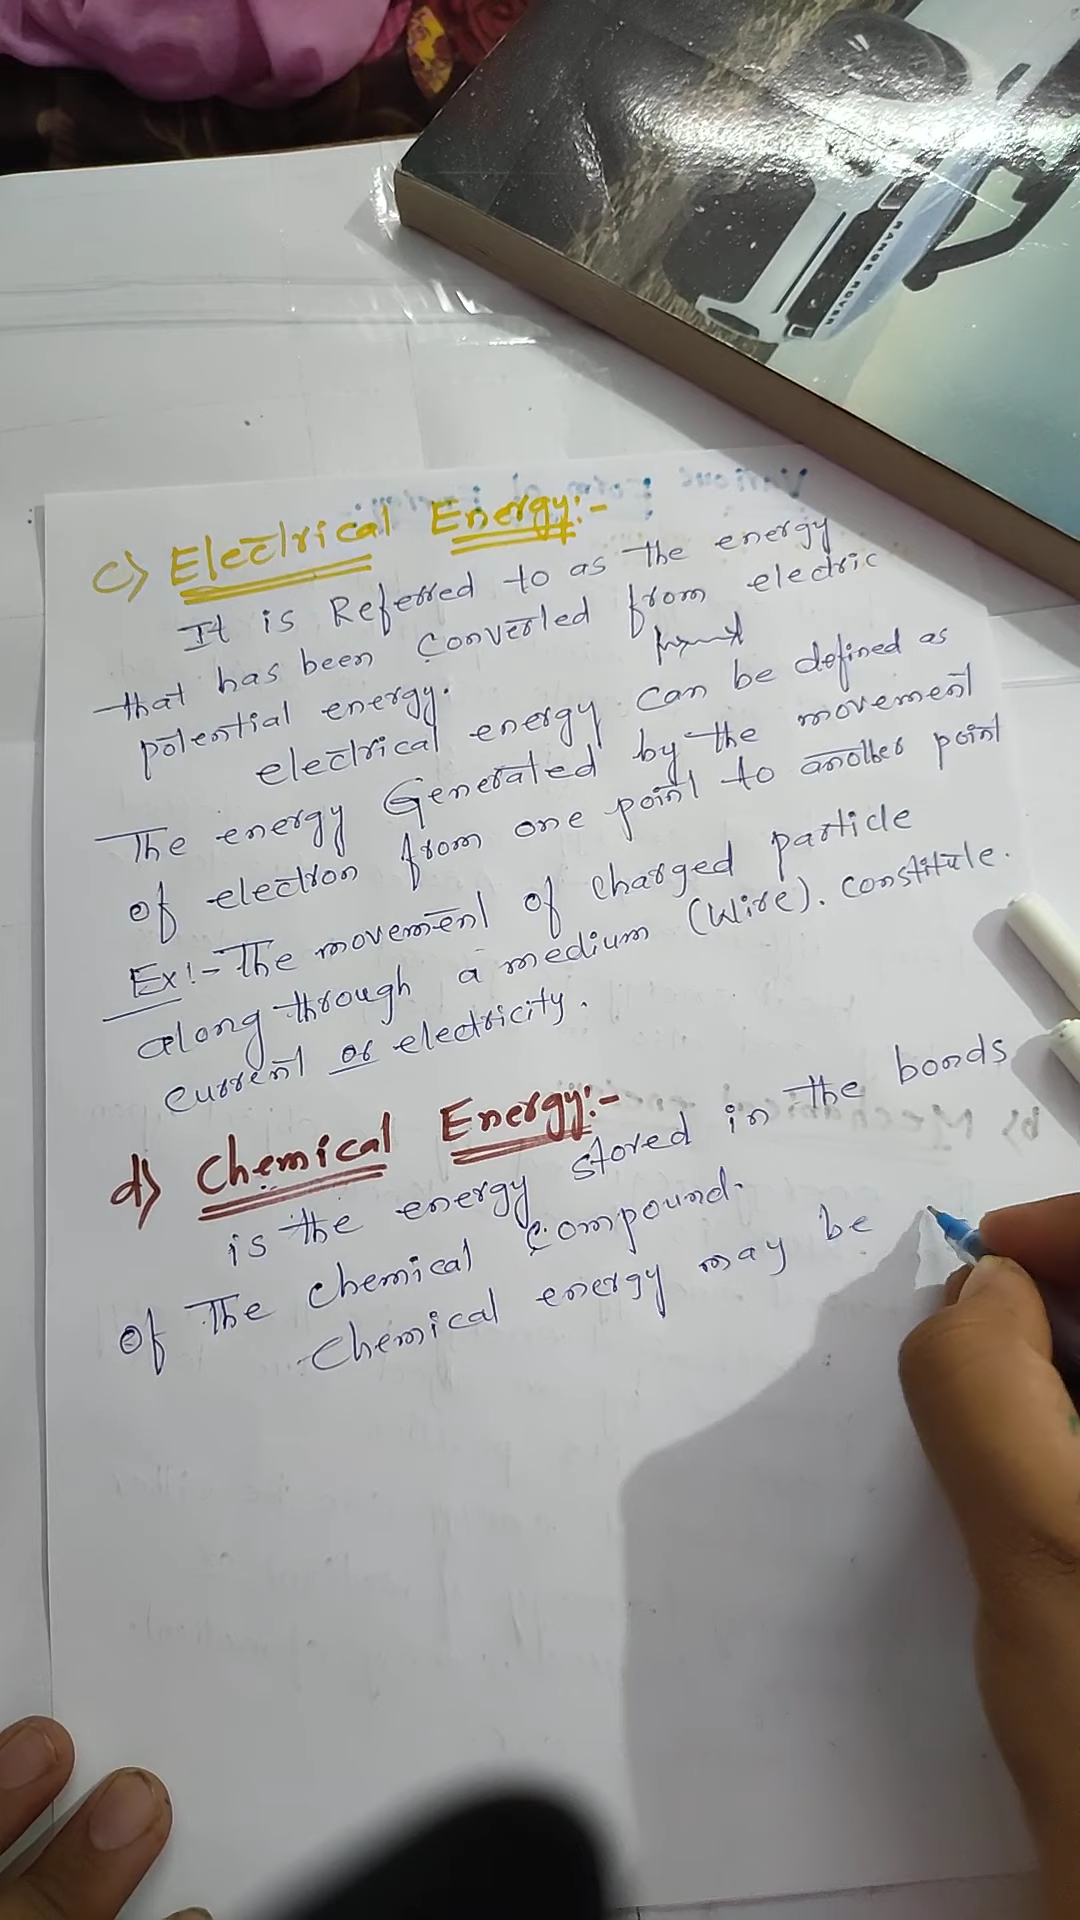 RANGE ROVER
c) Electrical Energy:-
It is Referred to as the energy
that has been Converted from electric
potential energy.
electrical energy can be defined as
The energy Generated by the movement
of electron from one point to another point
Ex!- The movement of charged particle
along through a medium (wire). constitute.
current or electricity.
d) Chemical Energy:-
is the energy stored in the bonds
of The chemical compound.
Chemical energy may be